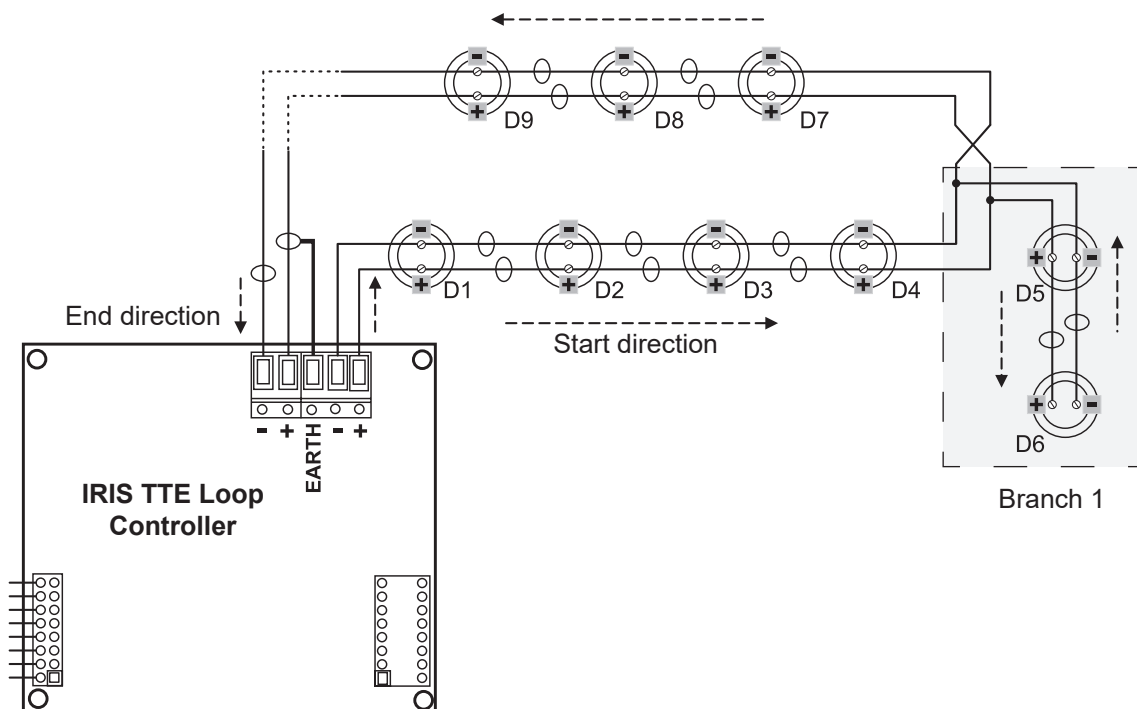 - - -
+ + +
D9 D8 D7
- - - -
+ + + +
D1 D2 D3 D4
+ -
D5
+ -
D6
Branch 1
End direction
Start direction
- + EARTH - +
IRIS TTE Loop
Controller